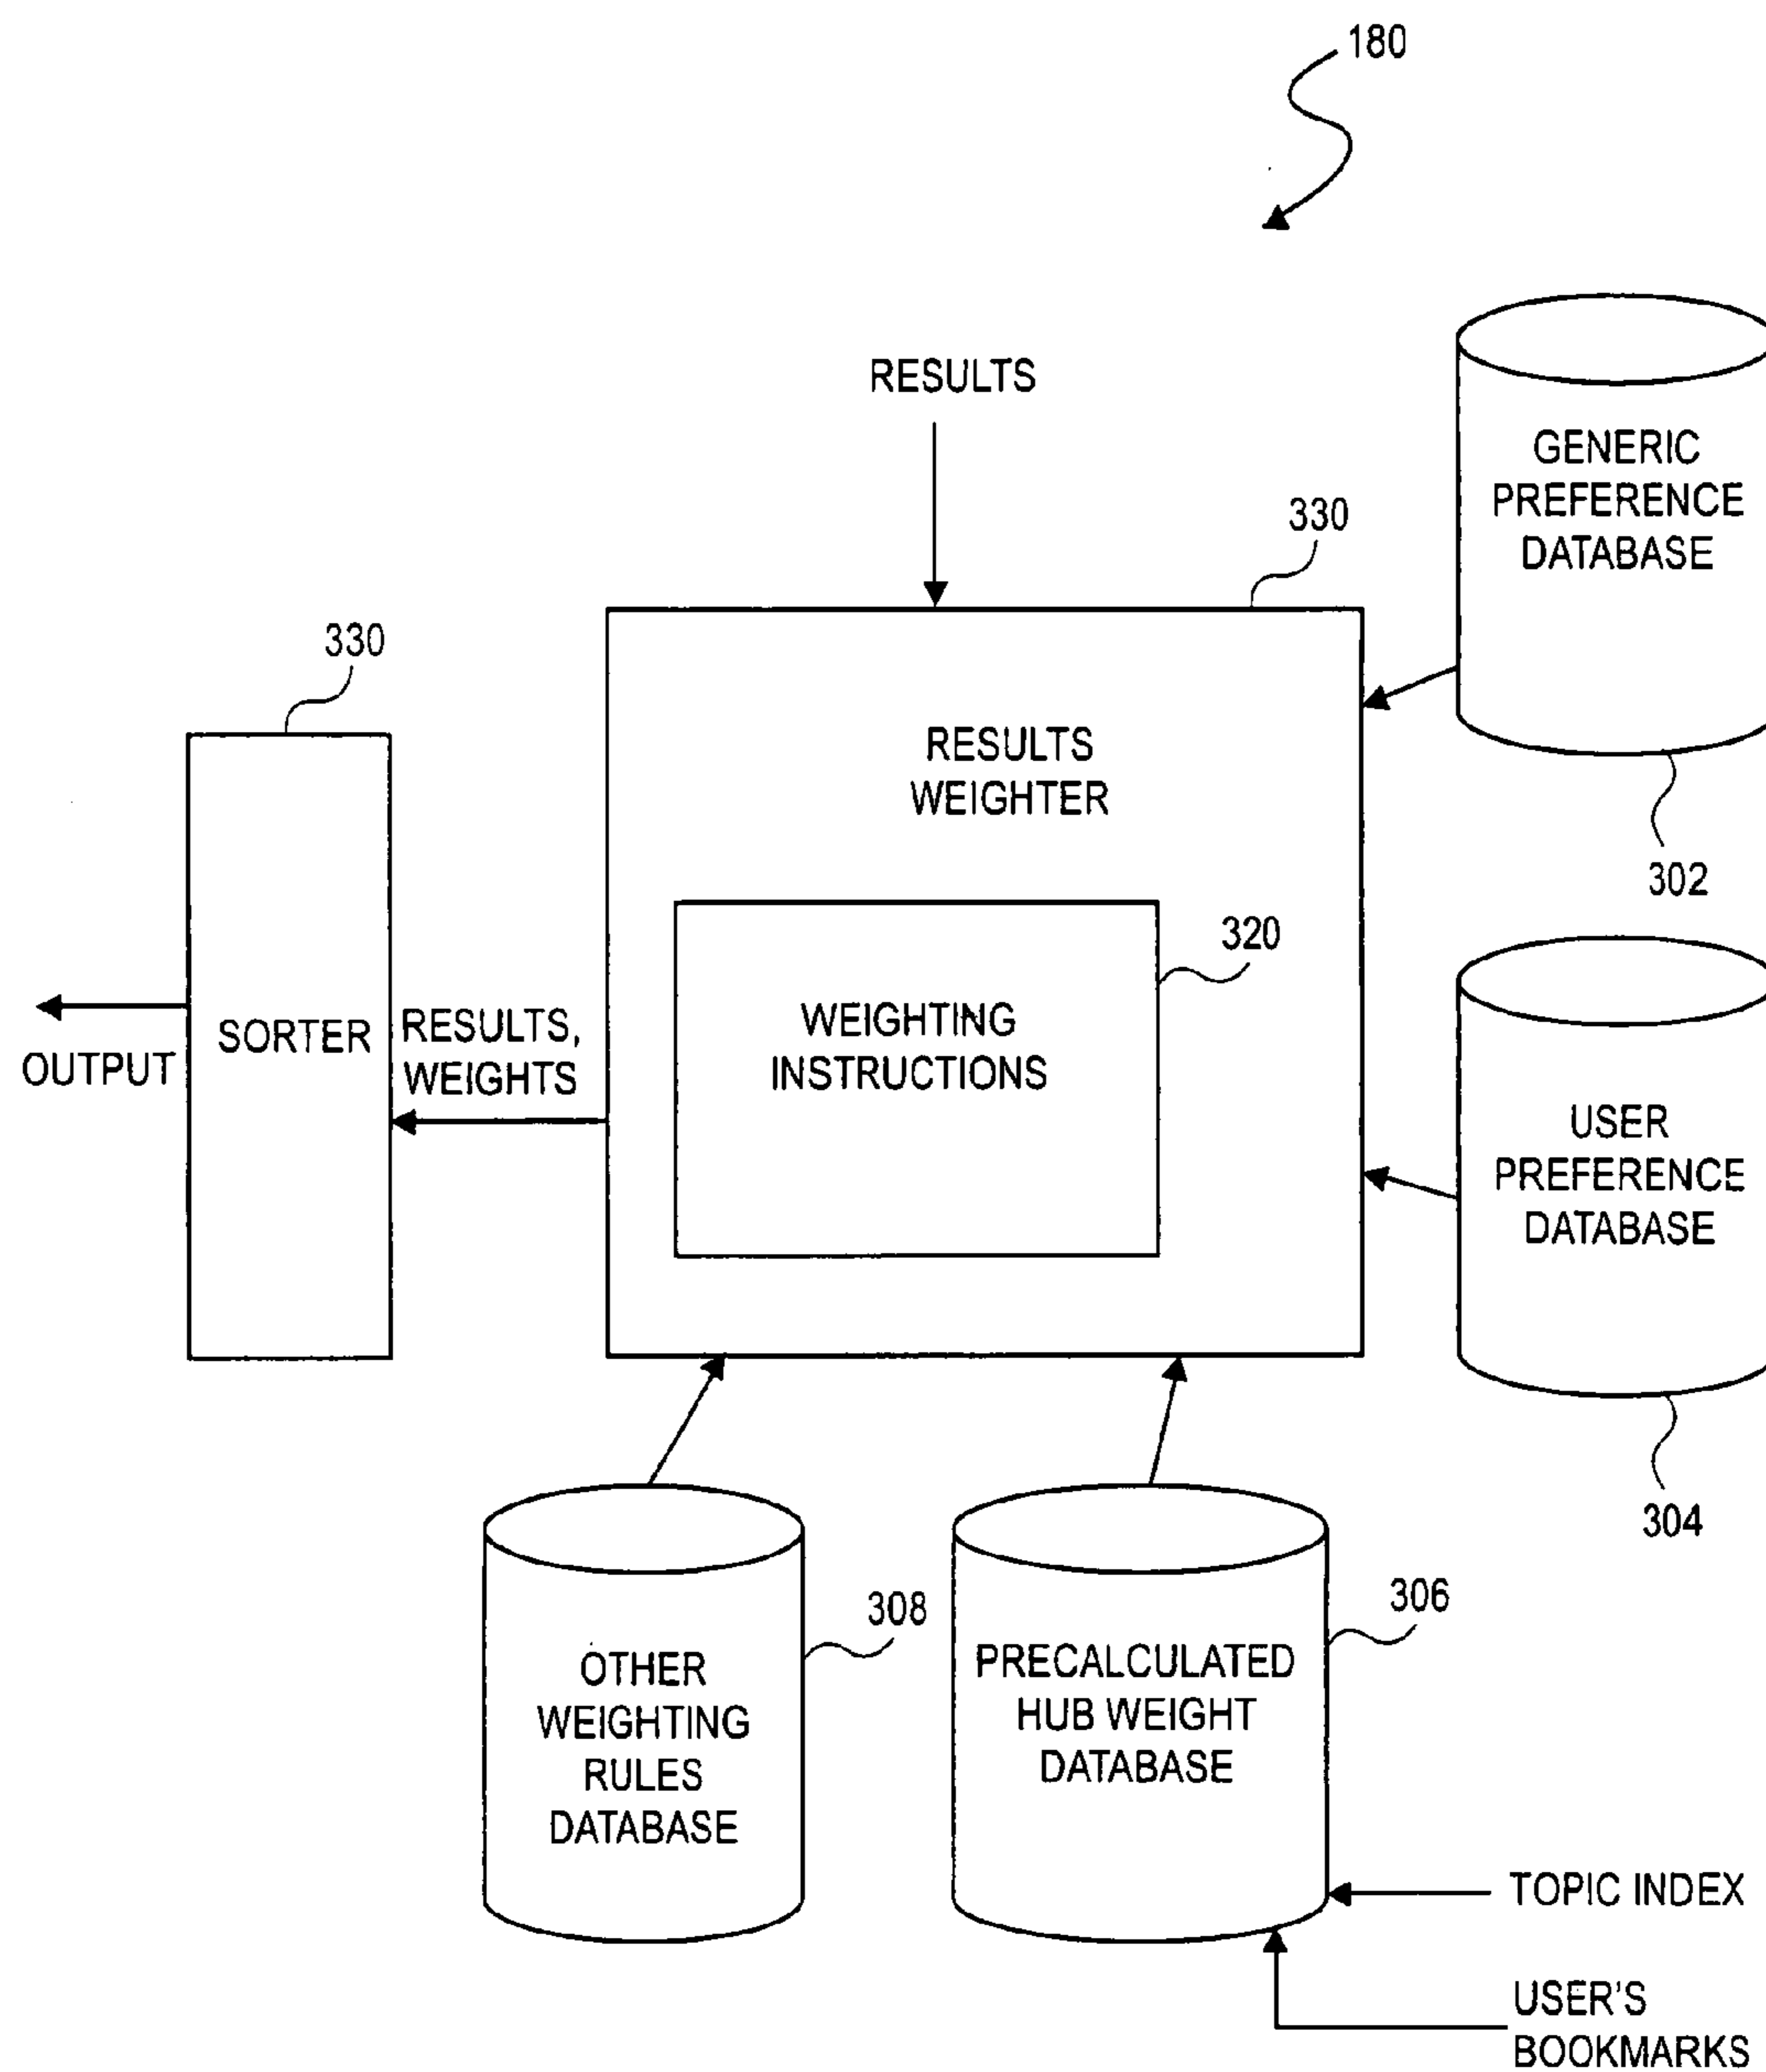 180
RESULTS
GENERIC
PREFERENCE
DATABASE
330
330
RESULTS
WEIGHTER
302
320
WEIGHTING
INSTRUCTIONS
SORTER
RESULTS,
WEIGHTS
OUTPUT
USER
PREFERENCE
DATABASE
304
308
306
OTHER
WEIGHTING
RULES
DATABASE
PRECALCULATED
HUB WEIGHT
DATABASE
TOPIC INDEX
USER'S
BOOKMARKS